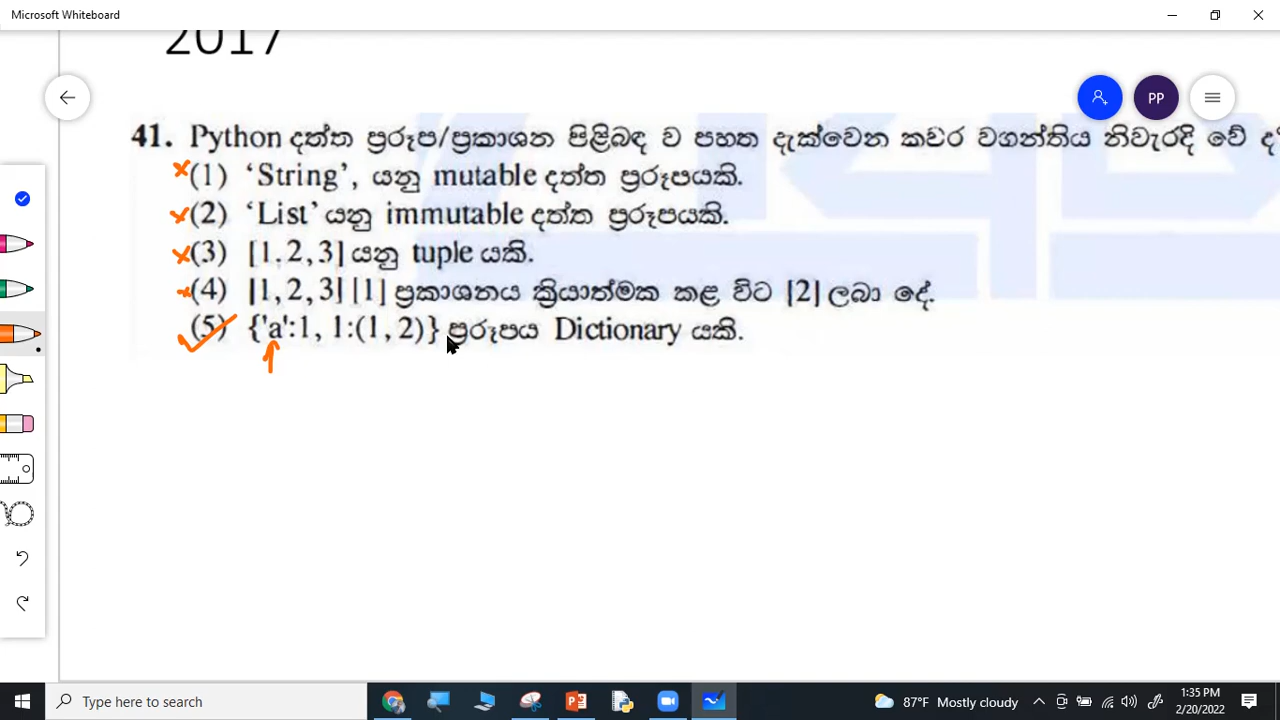 Microsoft Whiteboard
2017
PP
41. Python දත්ත ප්‍රරූප/ප්‍රකාශන පිළිබඳ ව පහත දැක්වෙන කවර වගන්තිය නිවැරදි වේ ද
(1) ‘String’, යනු mutable දත්ත ප්‍රරූපයකි.
(2) ‘List’ යනු immutable දත්ත ප්‍රරූපයකි.
(3) [1,2,3] යනු tuple යකි.
(4) [1,2,3][1] ප්‍රකාශනය ක්‍රියාත්මක කළ විට [2] ලබා දේ.
(5) {'a':1, 1:(1,2)} ප්‍රරූපය Dictionary යකි.
Type here to search
87°F Mostly cloudy
1:35 PM
2/20/2022